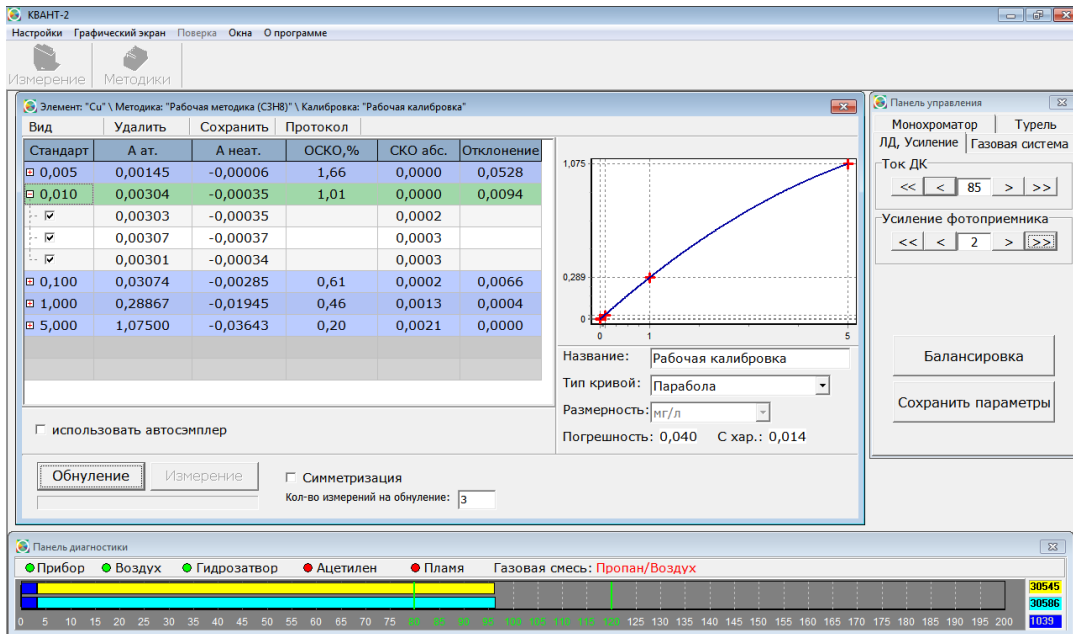 КВАНТ-2
Настройки Графический экран Поверка Окна О программе
Измерение Методики
Элемент: "Cu" \ Методика: "Рабочая методика (C3H8)" \ Калибровка: "Рабочая калибровка"
Вид Удалить Сохранить Протокол
Стандарт А ат. А неат. ОСКО,% СКО абс. Отклонение
0,005 0,00145 -0,00006 1,66 0,0000 0,0528
0,010 0,00304 -0,00035 1,01 0,0000 0,0094
0,00303 -0,00035 0,0002
0,00307 -0,00037 0,0003
0,00301 -0,00034 0,0003
0,100 0,03074 -0,00285 0,61 0,0002 0,0066
1,000 0,28867 -0,01945 0,46 0,0013 0,0004
5,000 1,07500 -0,03643 0,20 0,0021 0,0000
использовать автосэмплер
Обнуление Измерение
Симметризация
Кол-во измерений на обнуление: 3
1,075
0,289
0
0 1 5
Название: Рабочая калибровка
Тип кривой: Парабола
Размерность: мг/л
Погрешность: 0,040 С хар.: 0,014
Панель управления
Монохроматор Турель
ЛД, Усиление Газовая система
Ток ДК
<< < 85 > >>
Усиление фотоприемника
<< < 2 > >>
Балансировка
Сохранить параметры
Панель диагностики
Прибор Воздух Гидрозатвор Ацетилен Пламя Газовая смесь: Пропан/Воздух
30545
30586
0 5 10 15 20 25 30 35 40 45 50 55 60 65 70 75 80 85 90 95 100 105 110 115 120 125 130 135 140 145 150 155 160 165 170 175 180 185 190 195 200 1039